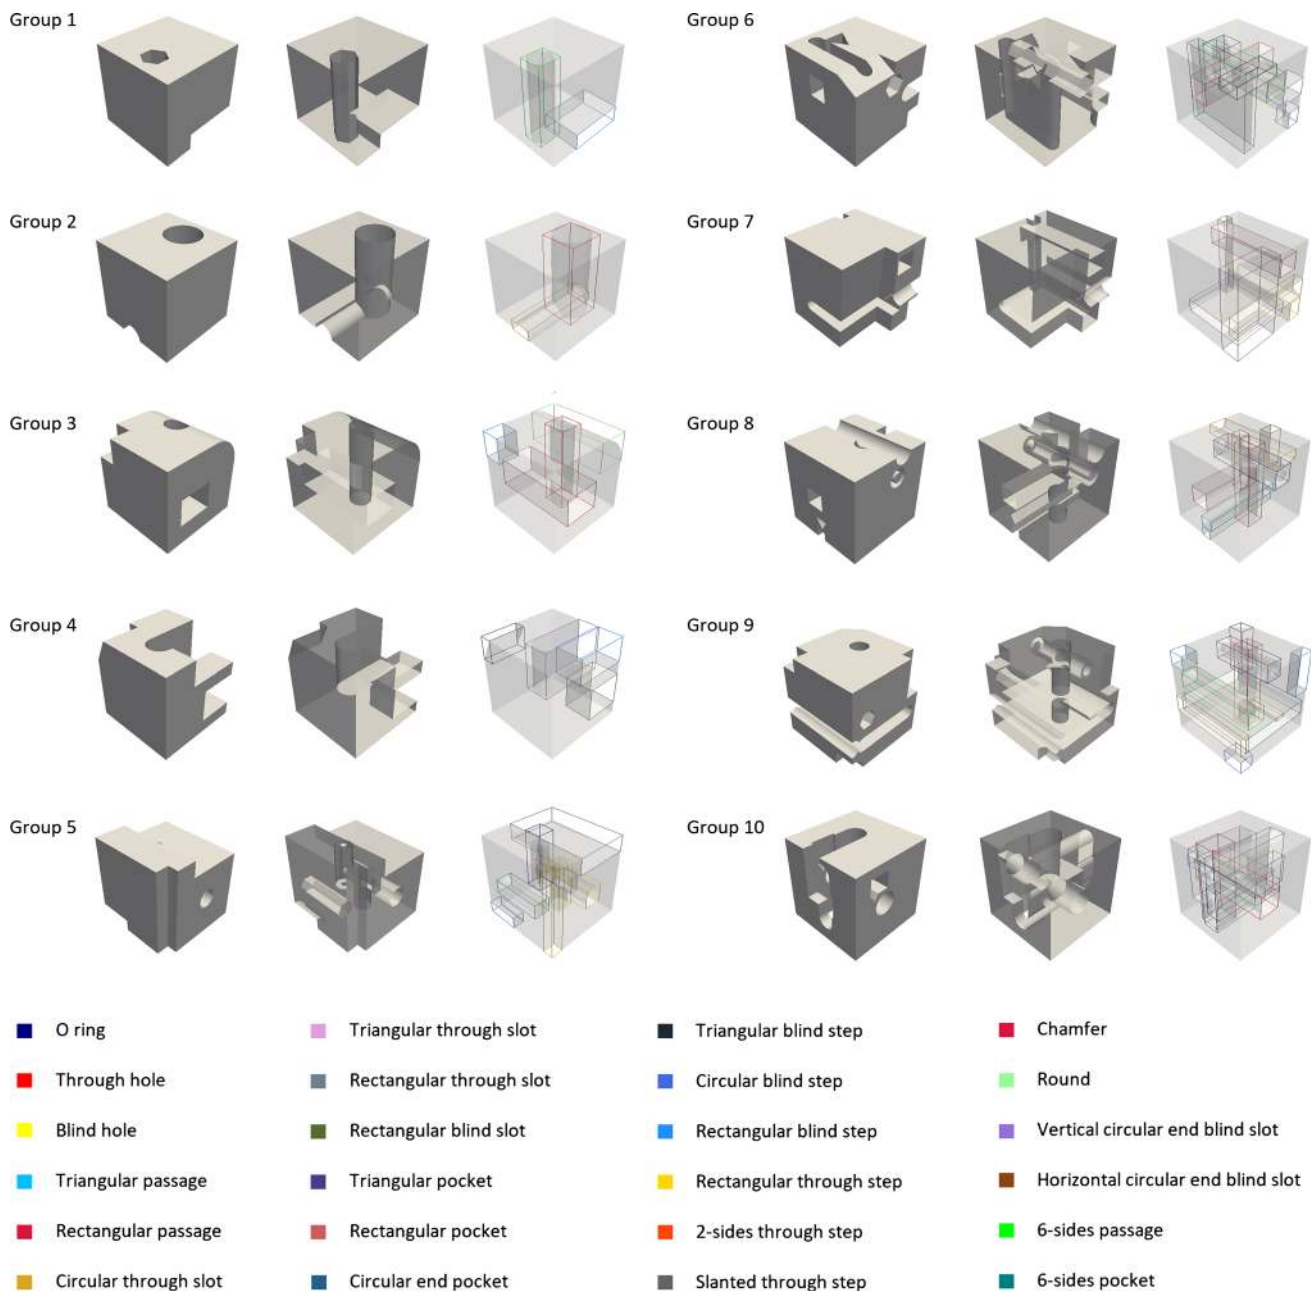 Group 1
Group 6
Group 2
Group 7
Group 3
Group 8
Group 4
Group 9
Group 5
Group 10
O ring
Triangular through slot
Triangular blind step
Chamfer
Through hole
Rectangular through slot
Circular blind step
Round
Blind hole
Rectangular blind slot
Rectangular blind step
Vertical circular end blind slot
Triangular passage
Triangular pocket
Rectangular through step
Horizontal circular end blind slot
Rectangular passage
Rectangular pocket
2-sides through step
6-sides passage
Circular through slot
Circular end pocket
Slanted through step
6-sides pocket